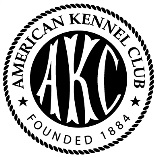 AMERICAN KENNEL CLUB
AKC
★ FOUNDED 1884 ★